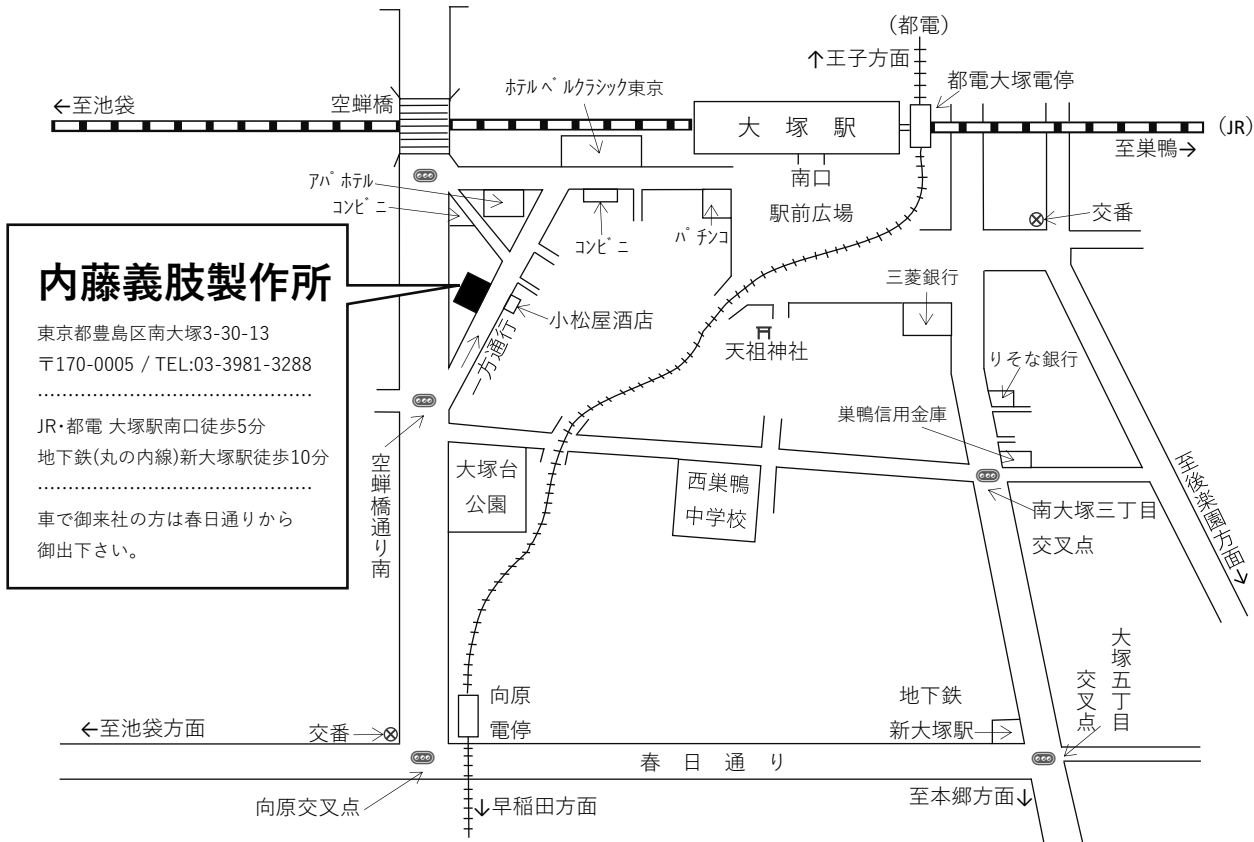 (都電)
↑王子方面
都電大塚電停
ホテルベルクラシック東京
←至池袋
空蝉橋
大塚駅
(JR)
至巣鴨→
南口
駅前広場
アパホテル
コンビニ
コンビニ
パチンコ
交番
内藤義肢製作所
東京都豊島区南大塚3-30-13
〒170-0005 / TEL:03-3981-3288
JR・都電 大塚駅南口徒歩5分
地下鉄(丸の内線)新大塚駅徒歩10分
車で御来社の方は春日通りから
御出下さい。
小松屋酒店
一方通行
三菱銀行
天祖神社
りそな銀行
巣鴨信用金庫
空蝉橋通り南
大塚台
公園
西巣鴨
中学校
南大塚三丁目
交叉点
至後楽園方面↓
大塚五丁目
交叉点
向原
電停
地下鉄
新大塚駅
←至池袋方面
交番
春日通り
向原交叉点
↓早稲田方面
至本郷方面↓